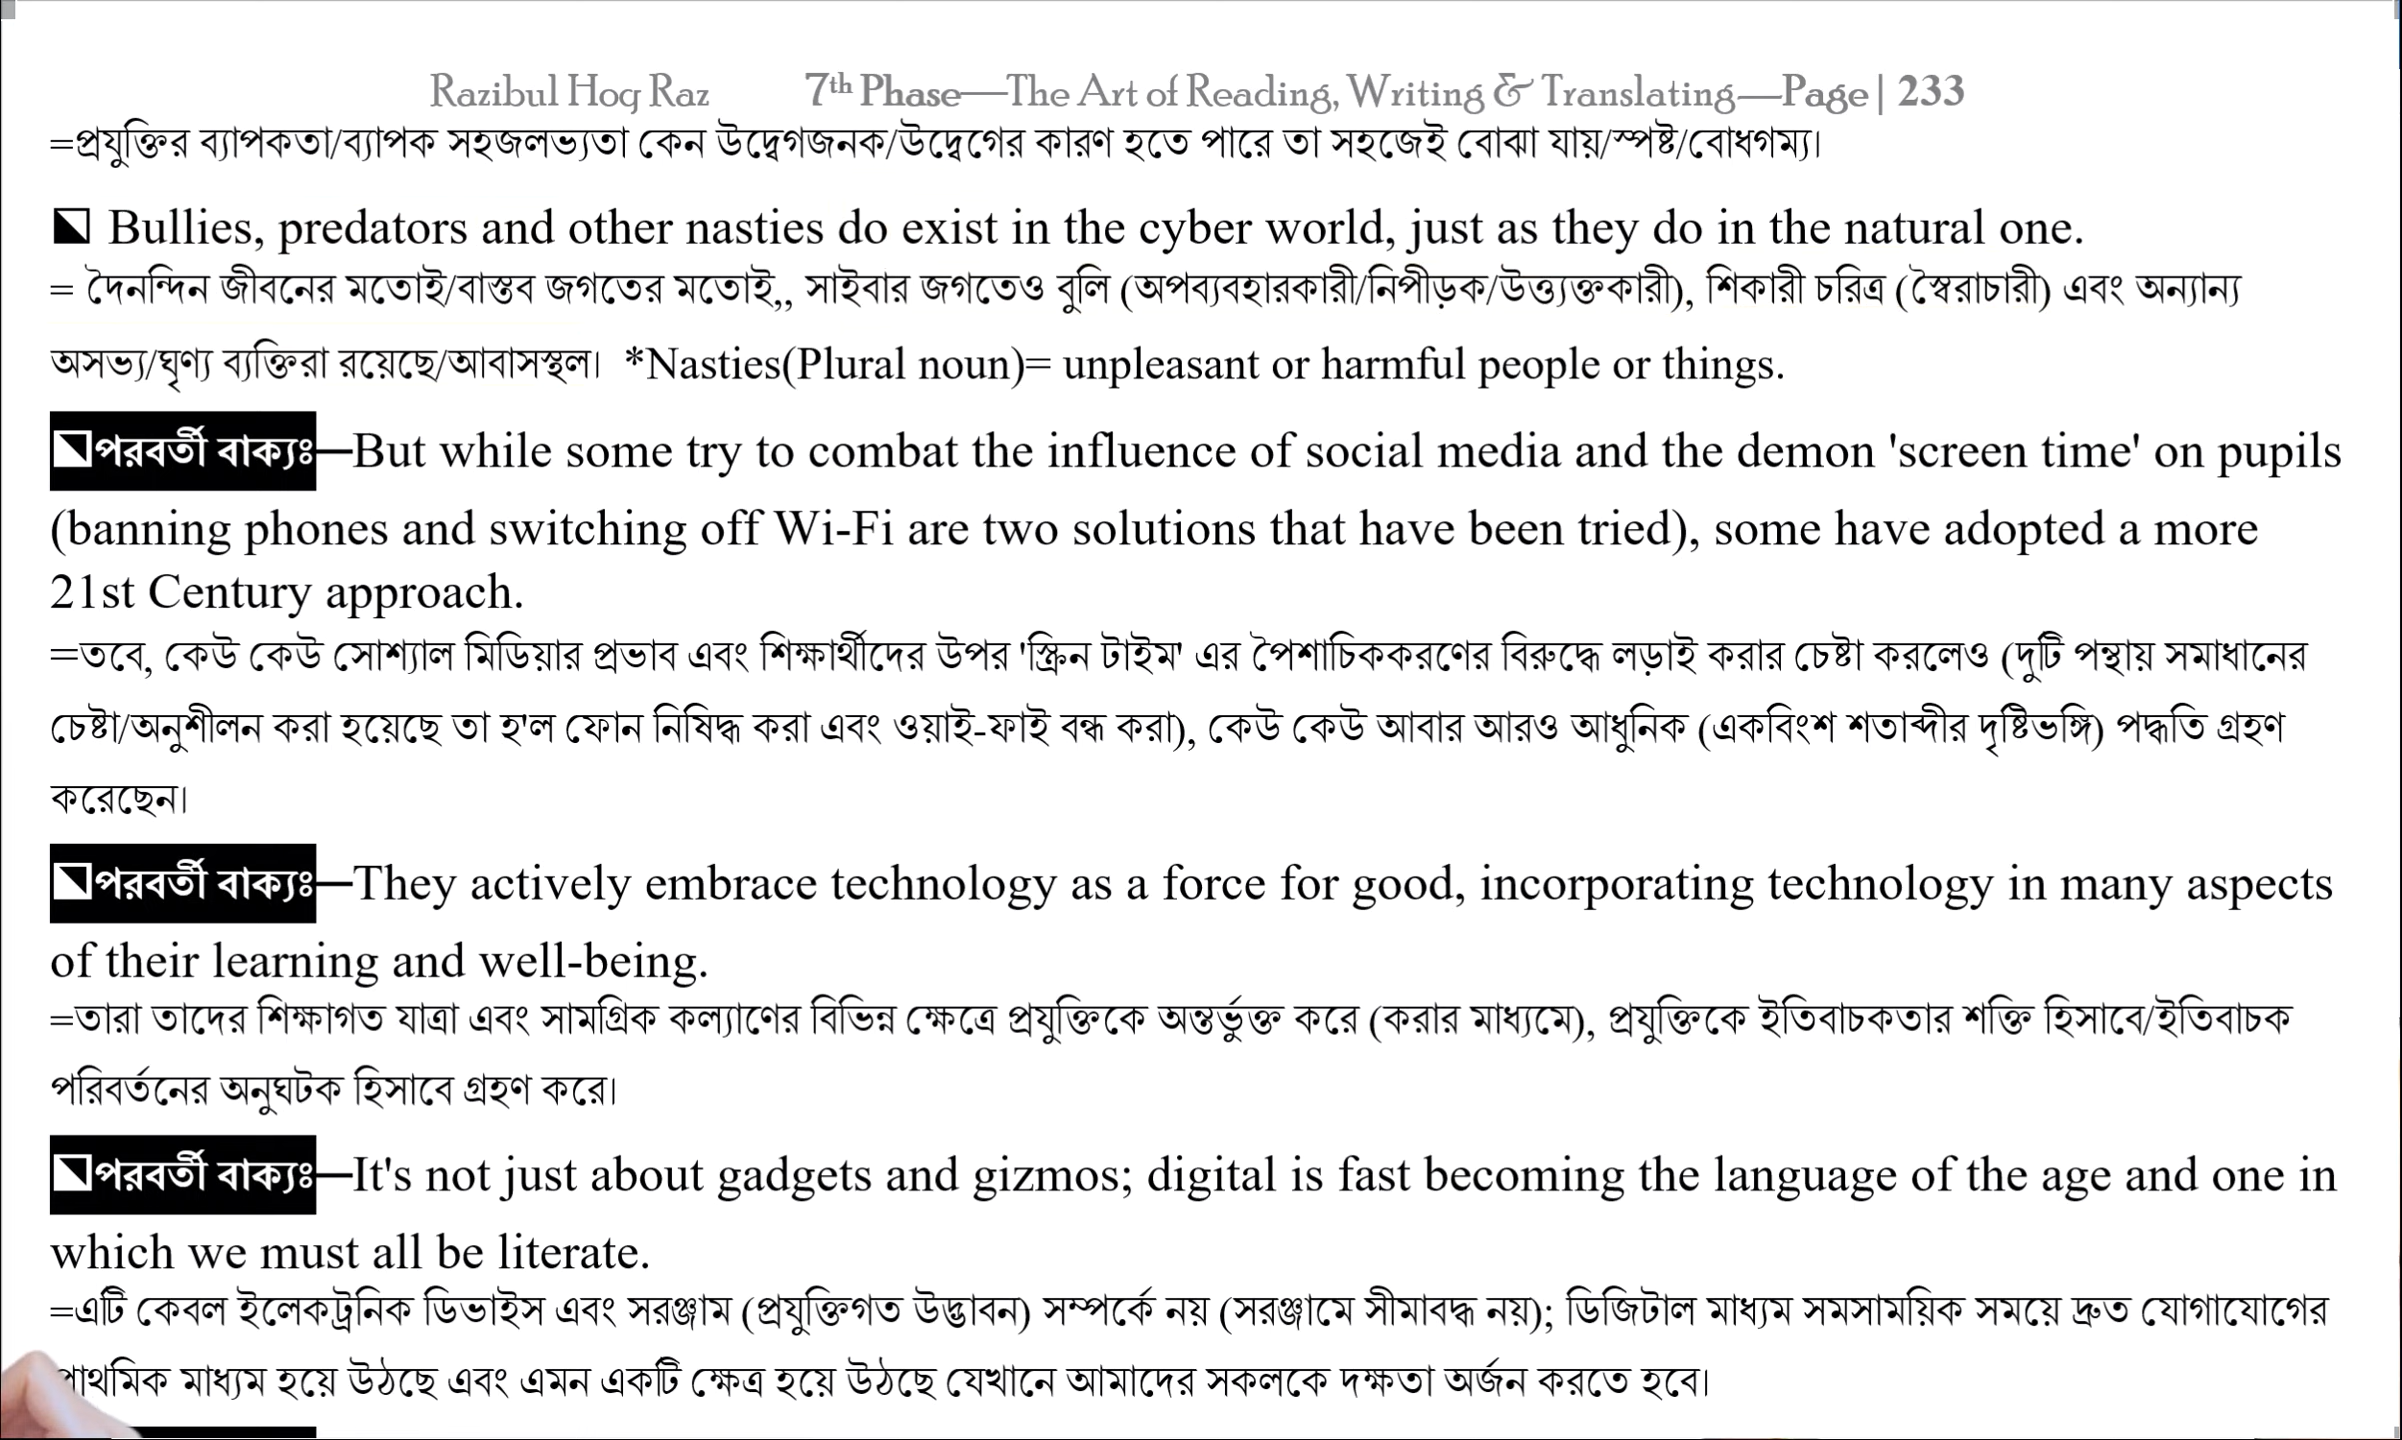 Razibul Hoq Raz 7th Phase—The Art of Reading, Writing & Translating—Page | 233
=প্রযুক্তির ব্যাপকতা/ব্যাপক সহজলভ্যতা কেন উদ্বেগজনক/উদ্বেগের কারণ হতে পারে তা সহজেই বোঝা যায়/স্পষ্ট/বোধগম্য।
Bullies, predators and other nasties do exist in the cyber world, just as they do in the natural one.
= দৈনন্দিন জীবনের মতোই/বাস্তব জগতের মতোই,, সাইবার জগতেও বুলি (অপব্যবহারকারী/নিপীড়ক/উত্ত্যক্তকারী), শিকারী চরিত্র (স্বৈরাচারী) এবং অন্যান্য
অসভ্য/ঘৃণ্য ব্যক্তিরা রয়েছে/আবাসস্থল। *Nasties(Plural noun)= unpleasant or harmful people or things.
পরবর্তী বাক্যঃ—But while some try to combat the influence of social media and the demon 'screen time' on pupils
(banning phones and switching off Wi-Fi are two solutions that have been tried), some have adopted a more
21st Century approach.
=তবে, কেউ কেউ সোশ্যাল মিডিয়ার প্রভাব এবং শিক্ষার্থীদের উপর 'স্ক্রিন টাইম' এর পৈশাচিককরণের বিরুদ্ধে লড়াই করার চেষ্টা করলেও (দুটি পন্থায় সমাধানের
চেষ্টা/অনুশীলন করা হয়েছে তা হ'ল ফোন নিষিদ্ধ করা এবং ওয়াই-ফাই বন্ধ করা), কেউ কেউ আবার আরও আধুনিক (একবিংশ শতাব্দীর দৃষ্টিভঙ্গি) পদ্ধতি গ্রহণ
করেছেন।
পরবর্তী বাক্যঃ—They actively embrace technology as a force for good, incorporating technology in many aspects
of their learning and well-being.
=তারা তাদের শিক্ষাগত যাত্রা এবং সামগ্রিক কল্যাণের বিভিন্ন ক্ষেত্রে প্রযুক্তিকে অন্তর্ভুক্ত করে (করার মাধ্যমে), প্রযুক্তিকে ইতিবাচকতার শক্তি হিসাবে/ইতিবাচক
পরিবর্তনের অনুঘটক হিসাবে গ্রহণ করে।
পরবর্তী বাক্যঃ—It's not just about gadgets and gizmos; digital is fast becoming the language of the age and one in
which we must all be literate.
=এটি কেবল ইলেকট্রনিক ডিভাইস এবং সরঞ্জাম (প্রযুক্তিগত উদ্ভাবন) সম্পর্কে নয় (সরঞ্জামে সীমাবদ্ধ নয়); ডিজিটাল মাধ্যম সমসাময়িক সময়ে দ্রুত যোগাযোগের
প্রাথমিক মাধ্যম হয়ে উঠছে এবং এমন একটি ক্ষেত্র হয়ে উঠছে যেখানে আমাদের সকলকে দক্ষতা অর্জন করতে হবে।